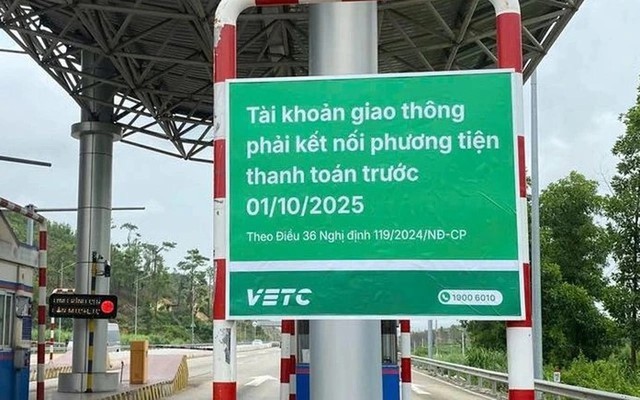 Tài khoản giao thông
phải kết nối phương tiện
thanh toán trước
01/10/2025
Theo Điều 36 Nghị định 119/2024/NĐ-CP
VETC
1900 6010